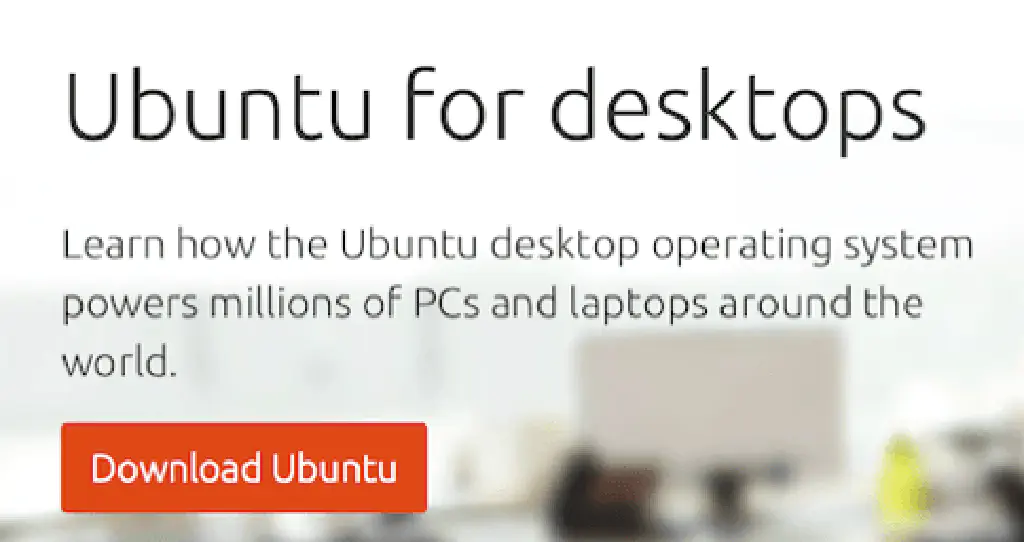 Ubuntu for desktops
Learn how the Ubuntu desktop operating system
powers millions of PCs and laptops around the
world.
Download Ubuntu